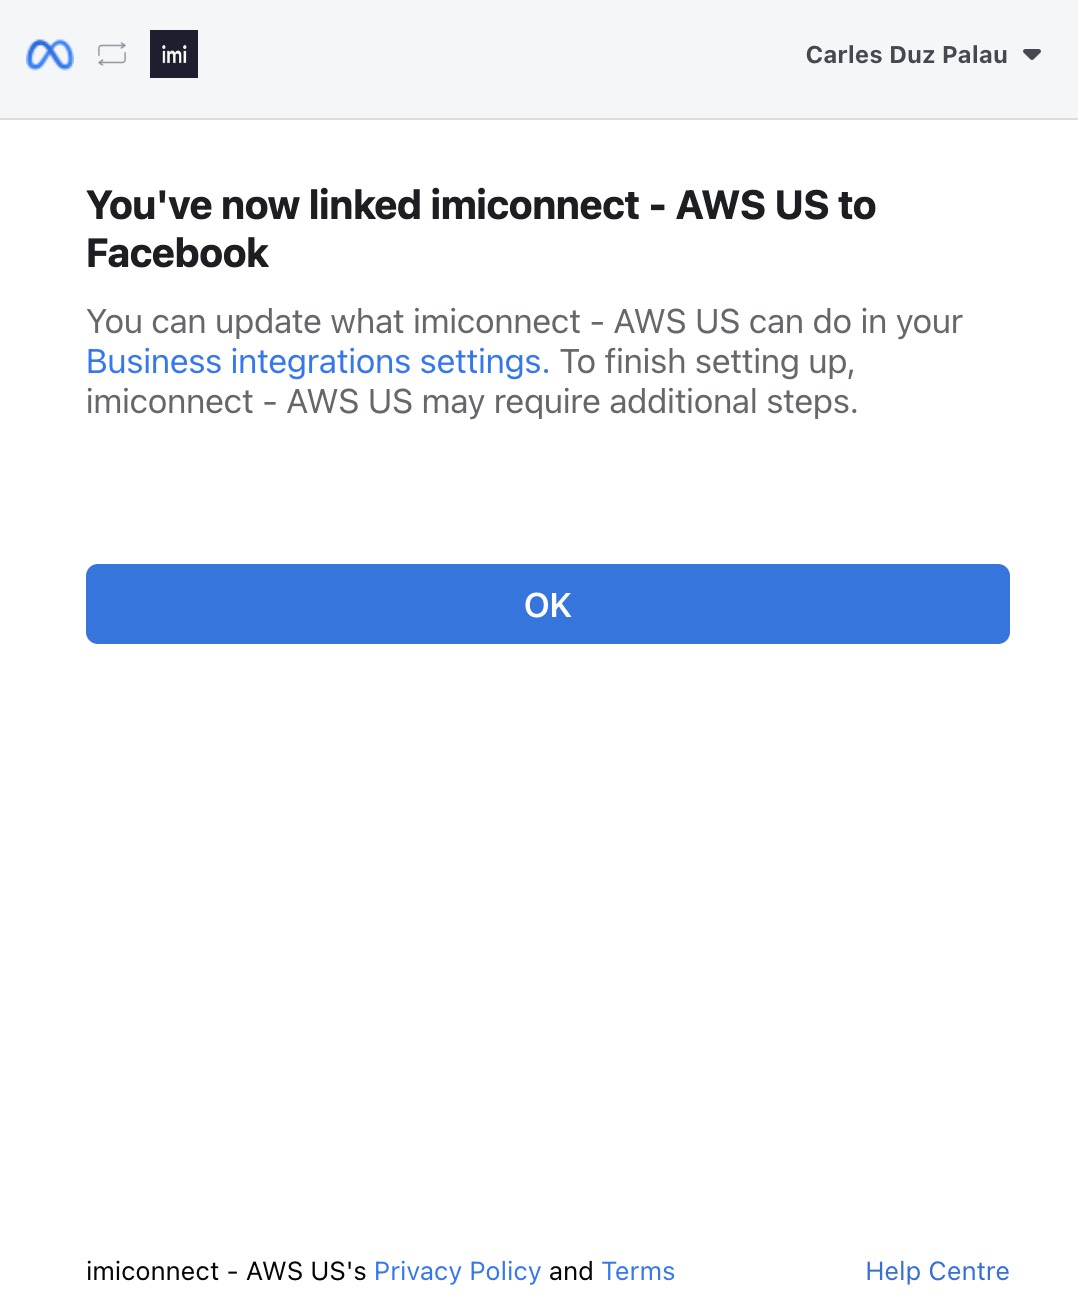 imi
Carles Duz Palau
You've now linked imiconnect - AWS US to
Facebook
You can update what imiconnect - AWS US can do in your
Business integrations settings. To finish setting up,
imiconnect - AWS US may require additional steps.
OK
imiconnect - AWS US's Privacy Policy and Terms
Help Centre